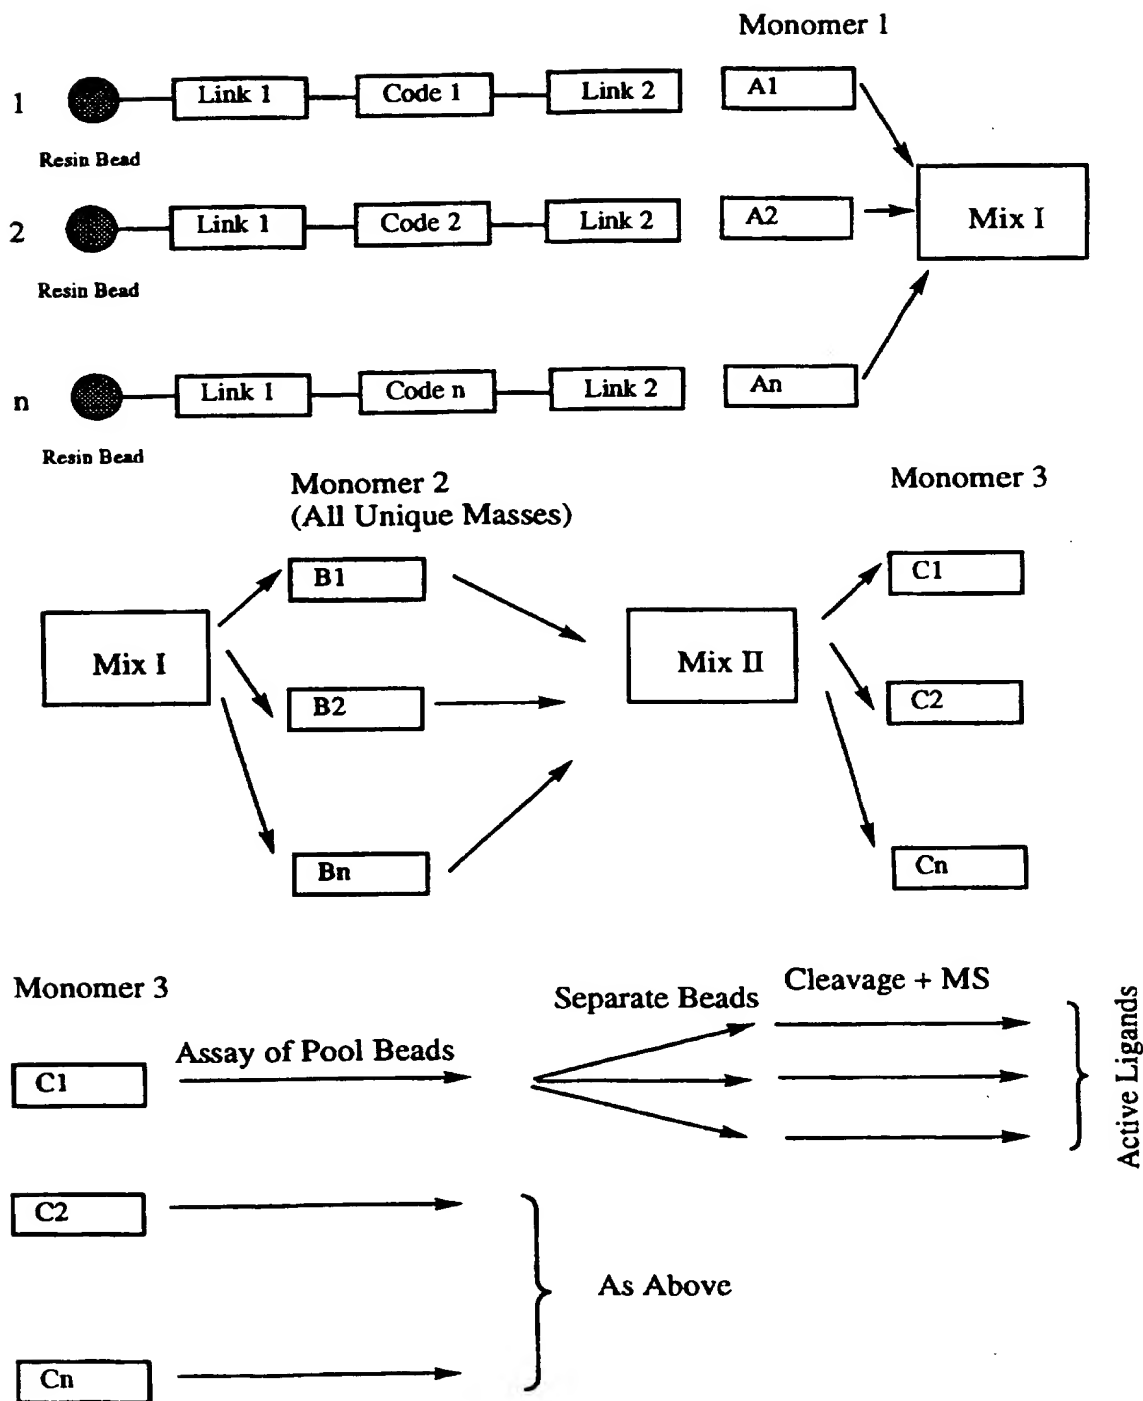 Monomer 1
1 Link 1 Code 1 Link 2 A1
Resin Bead
Mix I
2 Link 1 Code 2 Link 2 A2
Resin Bead
n Link 1 Code n Link 2 An
Resin Bead
Monomer 2
(All Unique Masses)
Monomer 3
B1
C1
Mix I
Mix II
B2
C2
Bn
Cn
Monomer 3
Separate Beads
Cleavage + MS
Assay of Pool Beads
C1
Active Ligands
C2
As Above
Cn